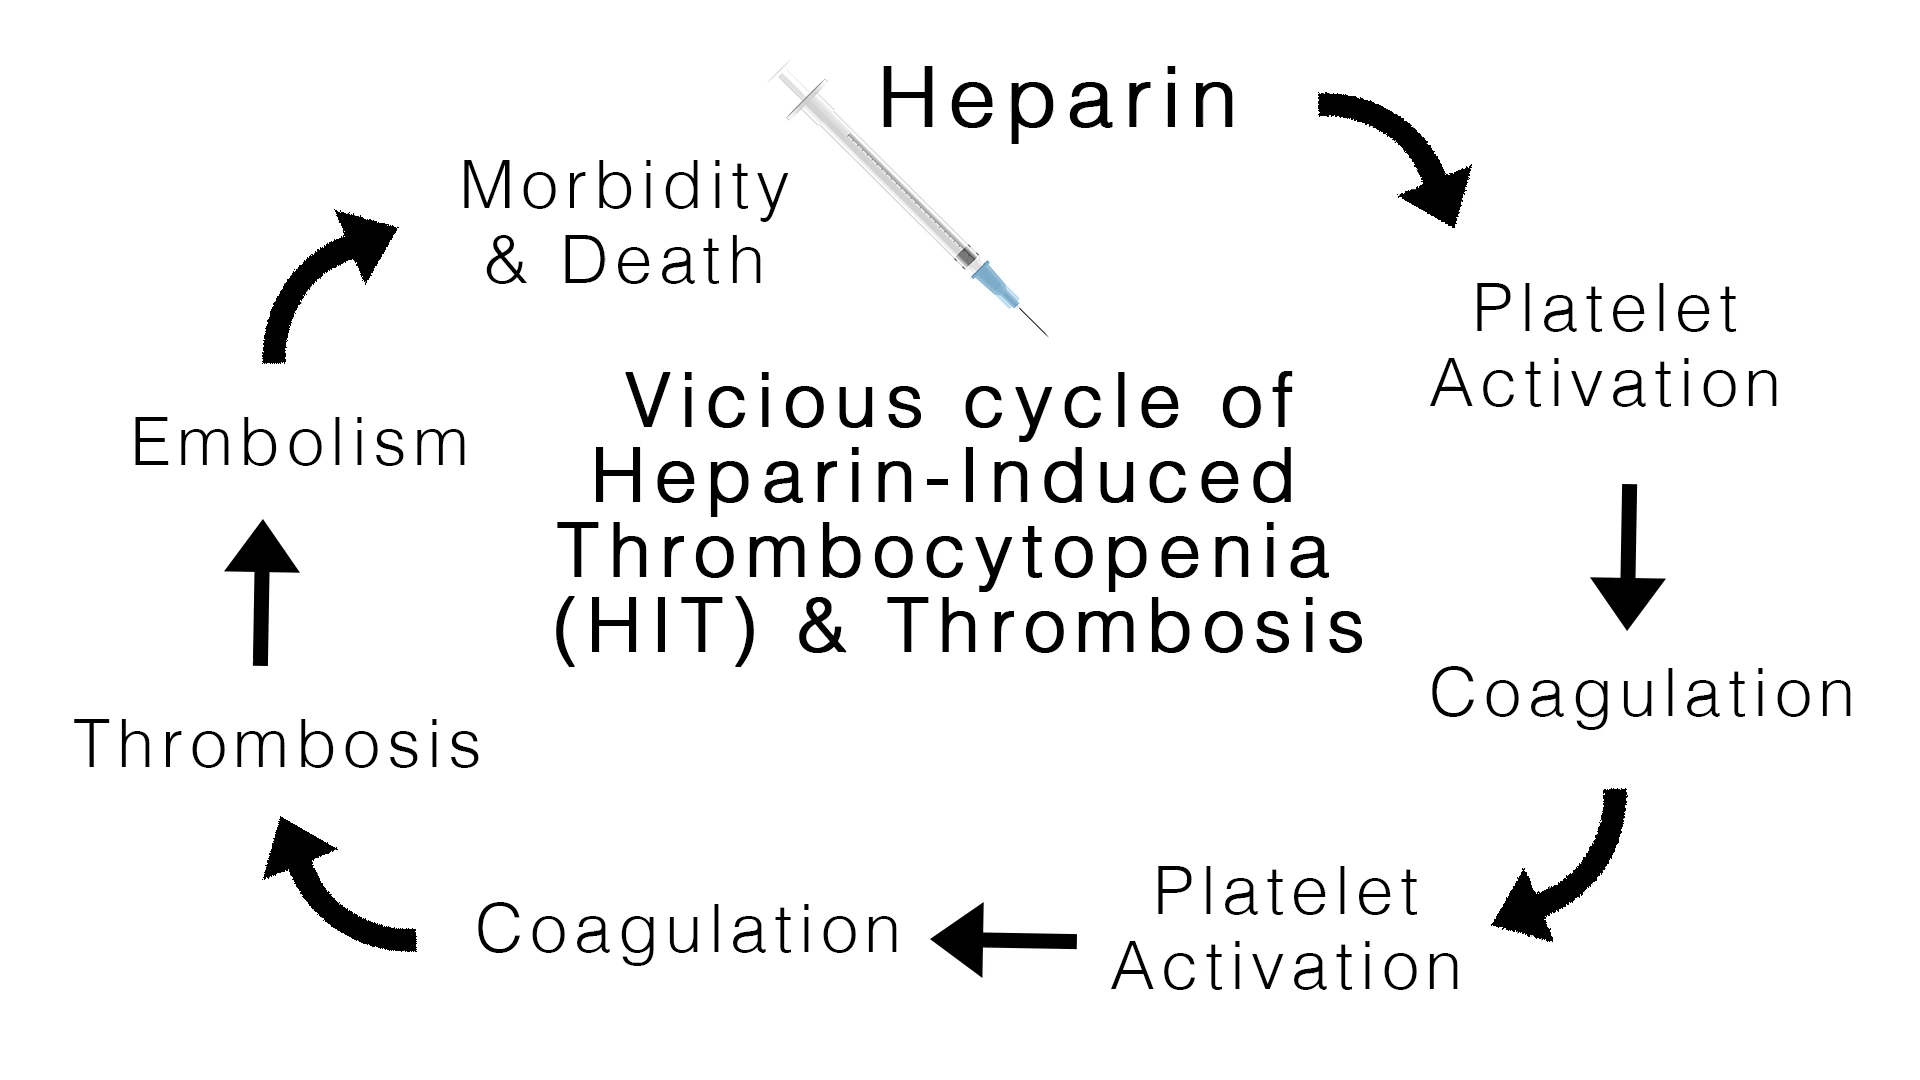 Heparin
Platelet
Activation
Coagulation
Platelet
Activation
Coagulation
Thrombosis
Embolism
Morbidity
& Death
Vicious cycle of
Heparin-Induced
Thrombocytopenia
(HIT) & Thrombosis